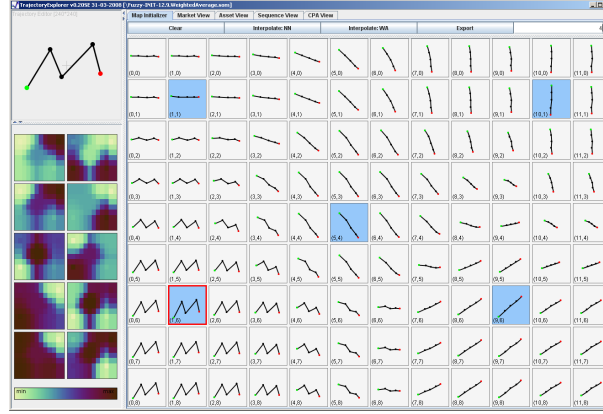 TrajectoryExplorer v0.2OSE 31-03-2008 [\Fuzzy-INIT-12.9.WeightedAverage.som]
Map Initializer Market View Asset View Sequence View CPA View
Clear Interpolate: NN Interpolate: WA Export
(0,0) (1,0) (2,0) (3,0) (4,0) (5,0) (6,0) (7,0) (8,0) (9,0) (10,0) (11,0)
(0,1) (1,1) (2,1) (3,1) (4,1) (5,1) (6,1) (7,1) (8,1) (9,1) (10,1) (11,1)
(0,2) (1,2) (2,2) (3,2) (4,2) (5,2) (6,2) (7,2) (8,2) (9,2) (10,2) (11,2)
(0,3) (1,3) (2,3) (3,3) (4,3) (5,3) (6,3) (7,3) (8,3) (9,3) (10,3) (11,3)
(0,4) (1,4) (2,4) (3,4) (4,4) (5,4) (6,4) (7,4) (8,4) (9,4) (10,4) (11,4)
(0,5) (1,5) (2,5) (3,5) (4,5) (5,5) (6,5) (7,5) (8,5) (9,5) (10,5) (11,5)
(0,6) (1,6) (2,6) (3,6) (4,6) (5,6) (6,6) (7,6) (8,6) (9,6) (10,6) (11,6)
(0,7) (1,7) (2,7) (3,7) (4,7) (5,7) (6,7) (7,7) (8,7) (9,7) (10,7) (11,7)
(0,8) (1,8) (2,8) (3,8) (4,8) (5,8) (6,8) (7,8) (8,8) (9,8) (10,8) (11,8)
min max